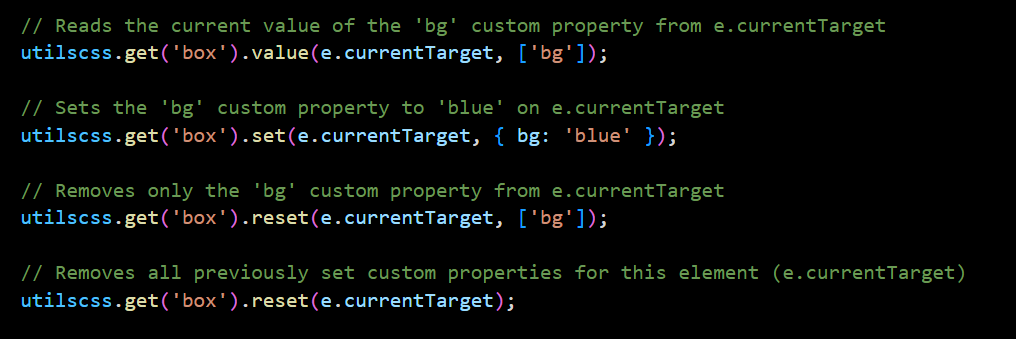 // Reads the current value of the 'bg' custom property from e.currentTarget
utilscss.get('box').value(e.currentTarget, ['bg']);
// Sets the 'bg' custom property to 'blue' on e.currentTarget
utilscss.get('box').set(e.currentTarget, { bg: 'blue' });
// Removes only the 'bg' custom property from e.currentTarget
utilscss.get('box').reset(e.currentTarget, ['bg']);
// Removes all previously set custom properties for this element (e.currentTarget)
utilscss.get('box').reset(e.currentTarget);